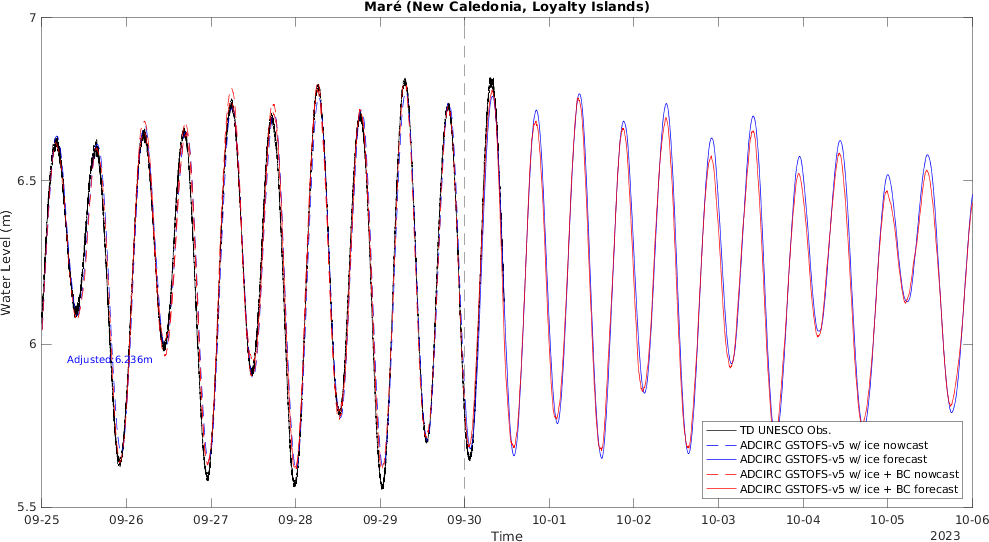 Maré (New Caledonia, Loyalty Islands)
7
6.5
6
5.5
Water Level (m)
Adjusted:6.236m
TD UNESCO Obs.
ADCIRC GSTOFS-v5 w/ ice nowcast
ADCIRC GSTOFS-v5 w/ ice forecast
ADCIRC GSTOFS-v5 w/ ice + BC nowcast
ADCIRC GSTOFS-v5 w/ ice + BC forecast
09-25 09-26 09-27 09-28 09-29 09-30 10-01 10-02 10-03 10-04 10-05 10-06
Time
2023